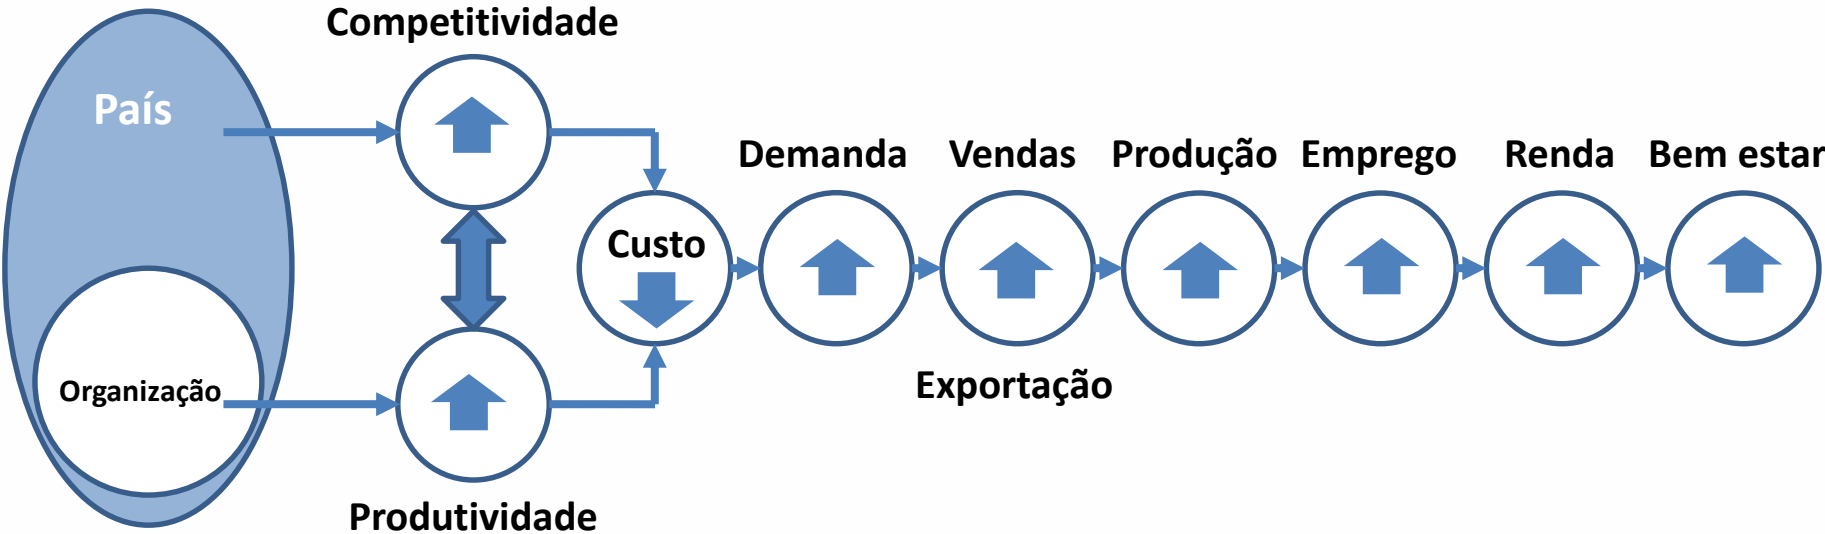 Competitividade
País
Demanda
Vendas
Produção
Emprego
Renda
Bem estar
Custo
Organização
Exportação
Produtividade